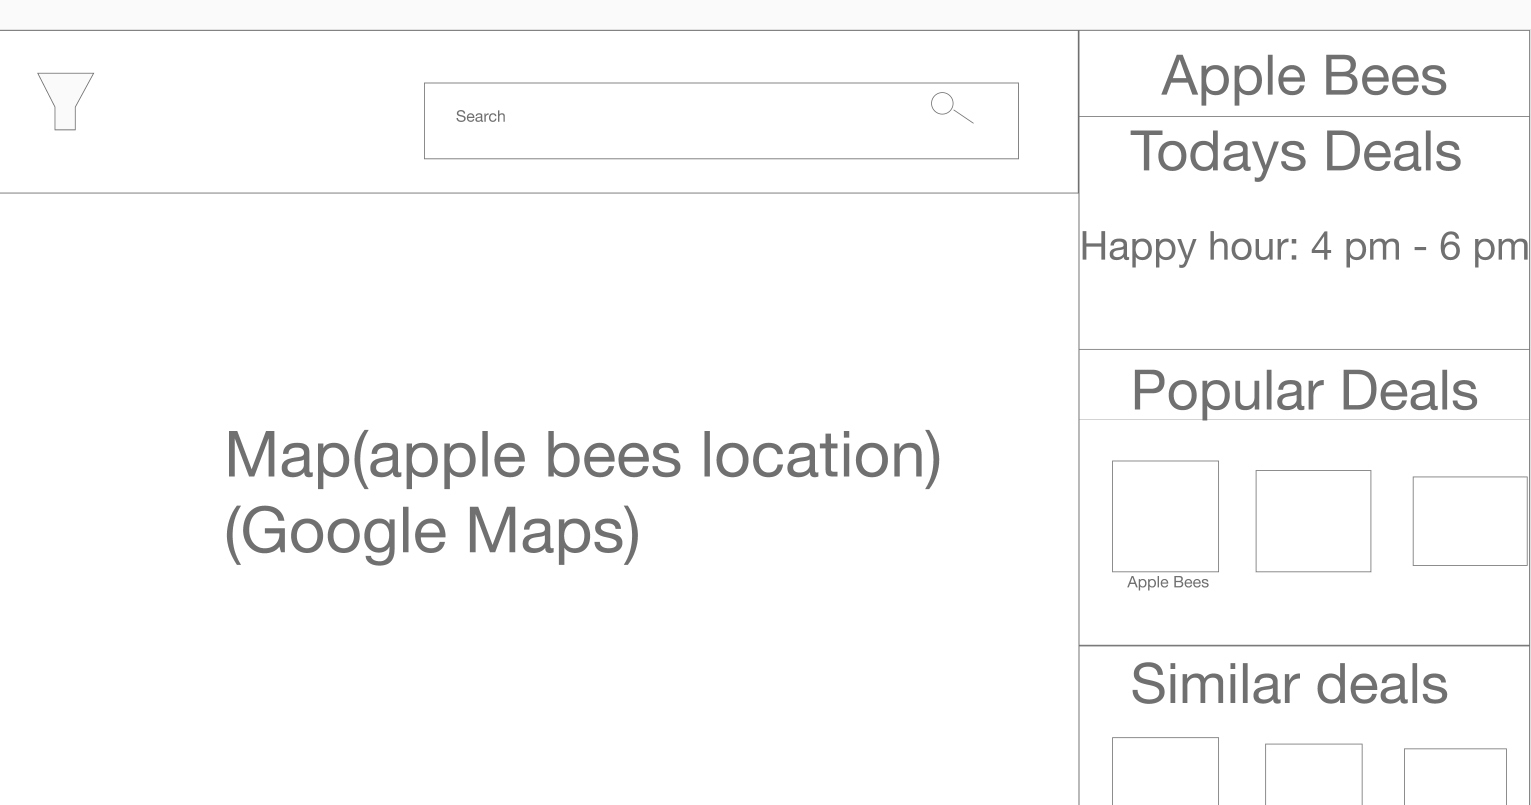 Search
Map(apple bees location)
(Google Maps)
Apple Bees
Todays Deals
Happy hour: 4 pm - 6 pm
Popular Deals
Apple Bees
Similar deals